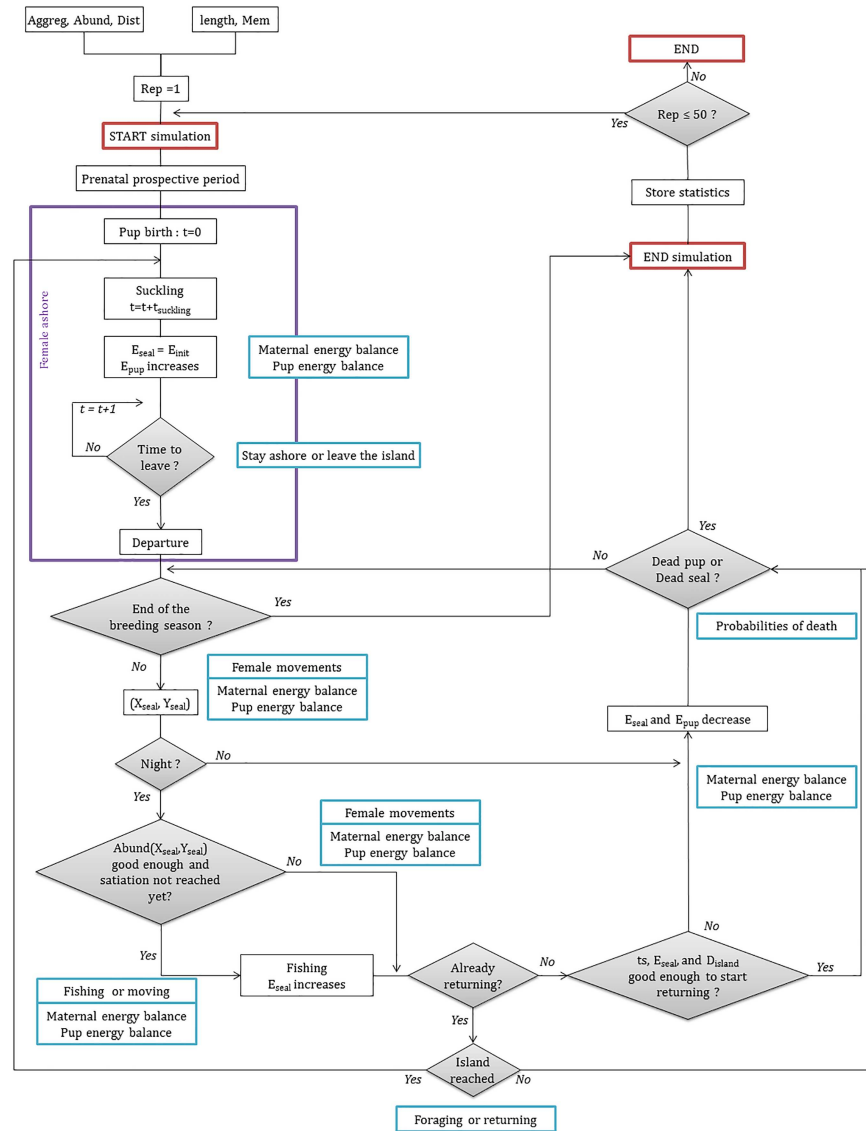 Aggreg, Abund, Dist
length, Mem
Rep =1
START simulation
Prenatal prospective period
END
No
Rep ≤ 50 ?
Yes
Store statistics
END simulation
Female ashore
Pup birth : t=0
Suckling
t=t+t_suckling
E_seal = E_init
E_pup increases
Maternal energy balance
Pup energy balance
t = t+1
No
Time to
leave ?
Yes
Stay ashore or leave the island
Departure
End of the
breeding season ?
Yes
No
No
Yes
Dead pup or
Dead seal ?
Probabilities of death
Female movements
Maternal energy balance
Pup energy balance
(X_seal, Y_seal)
E_seal and E_pup decrease
Night ?
No
Yes
Maternal energy balance
Pup energy balance
Female movements
Maternal energy balance
Pup energy balance
Abund(X_seal,Y_seal)
good enough and
satiation not reached
yet?
No
Yes
Fishing
E_seal increases
Already
returning?
No
Yes
ts, E_seal, and D_island
good enough to start
returning ?
No
Yes
Fishing or moving
Maternal energy balance
Pup energy balance
Island
reached
Yes
No
Foraging or returning